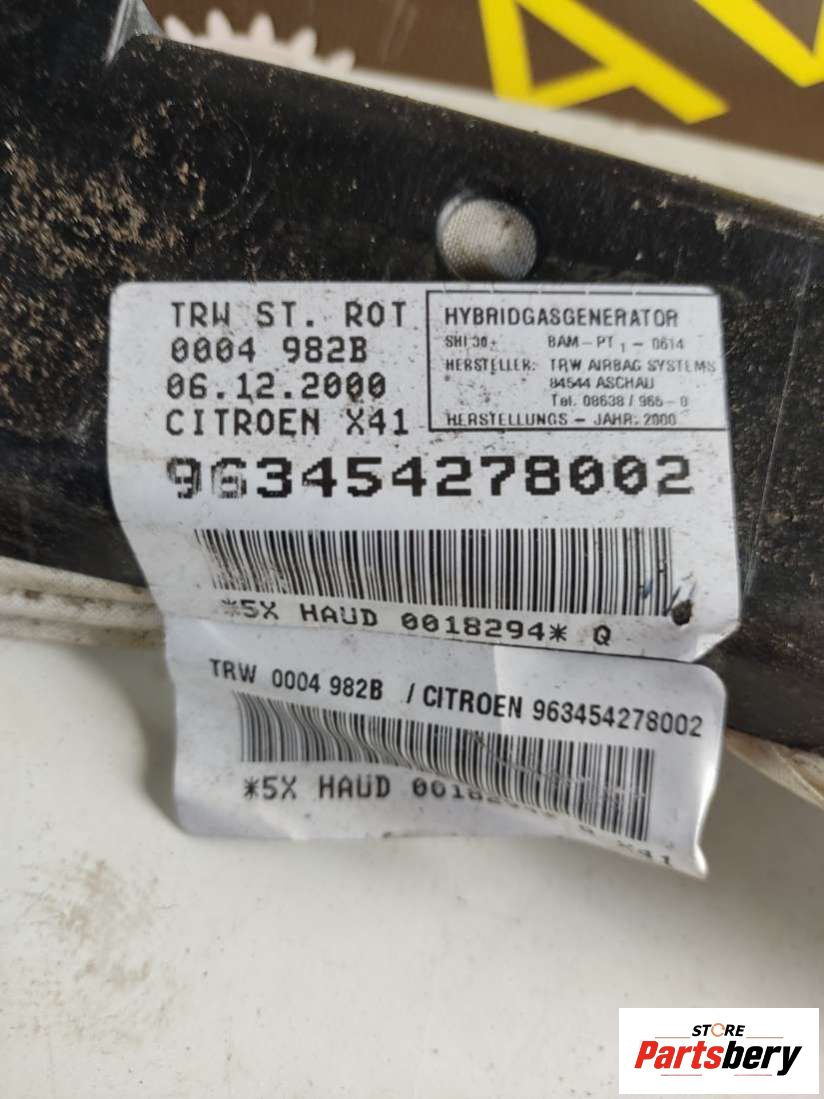 TRW ST. ROT
0004 982B
06.12.2000
CITROEN X41
HYBRIDGASGENERATOR
SHI 30- BAM-PT 1 - 0614
HERSTELLER: TRW AIRBAG SYSTEMS
84544 ASCHAU
Tel. 08638 / 965-0
HERSTELLUNGS - JAHR: 2000
963454278002
*5X HAUD 0018294* Q
TRW 0004 982B / CITROEN 963454278002
*5X HAUD X41
STORE
Partsbery